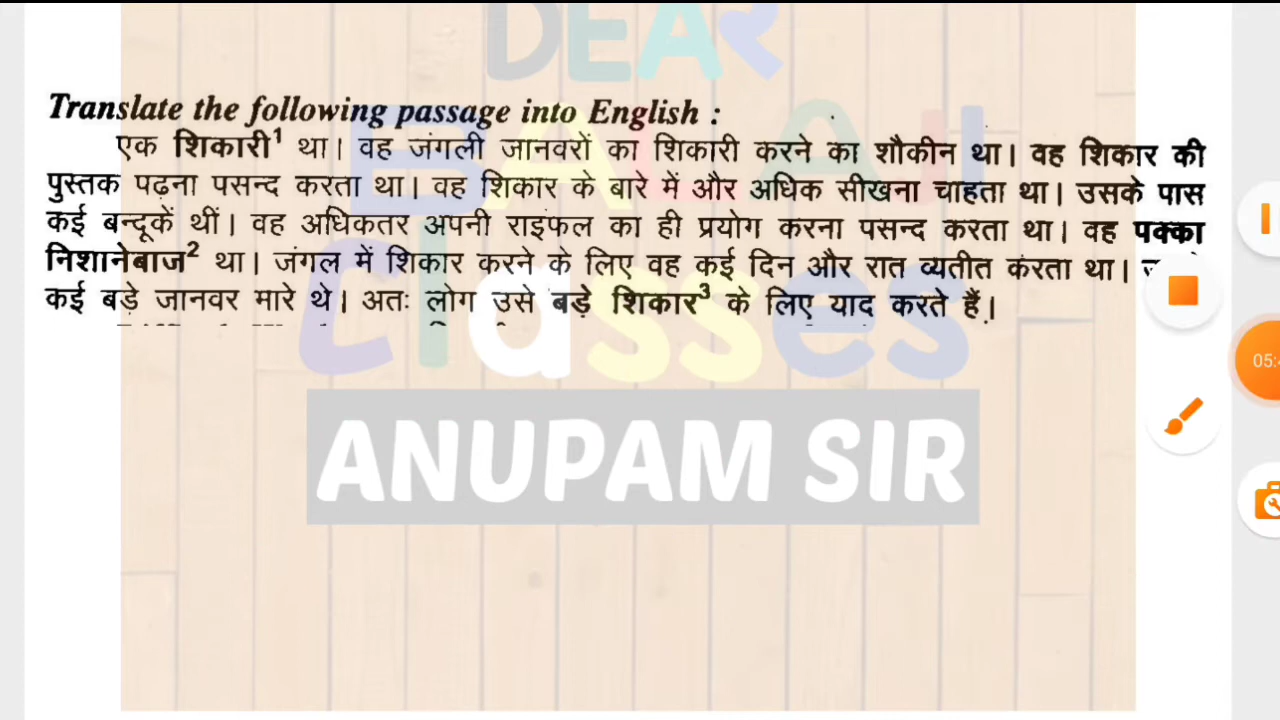 DEAR
BALAJI
Translate the following passage into English :
एक शिकारी¹ था। वह जंगली जानवरों का शिकारी करने का शौकीन था। वह शिकार की
पुस्तक पढ़ना पसन्द करता था। वह शिकार के बारे में और अधिक सीखना चाहता था। उसके पास
कई बन्दूकें थीं। वह अधिकतर अपनी राइफल का ही प्रयोग करना पसन्द करता था। वह पक्का
निशानेबाज² था। जंगल में शिकार करने के लिए वह कई दिन और रात व्यतीत करता था।
कई बड़े जानवर मारे थे। अतः लोग उसे बड़े शिकार³ के लिए याद करते हैं।
Classes
ANUPAM SIR